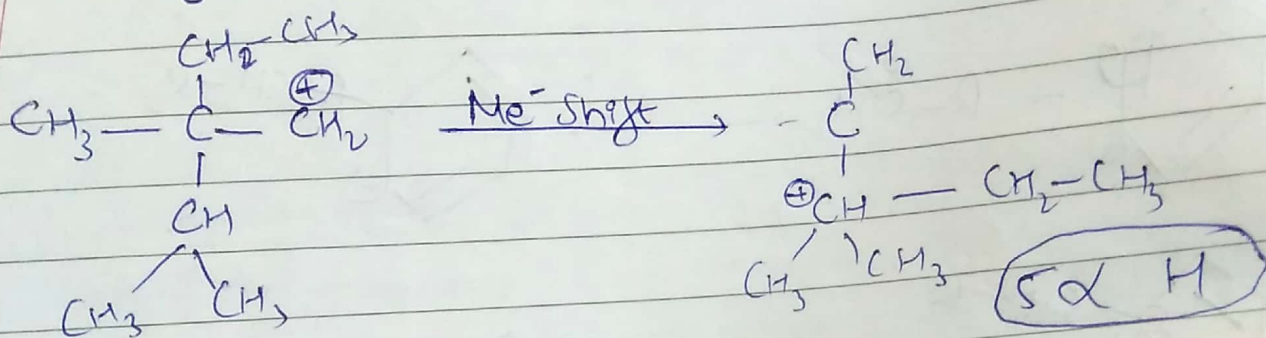 CH2-CH3 CH2
CH3 — C — CH2 ⊕ Me⁻ Shift → - C
CH ⊕CH — CH2-CH3
CH3 CH3 CH3 CH3 5α H